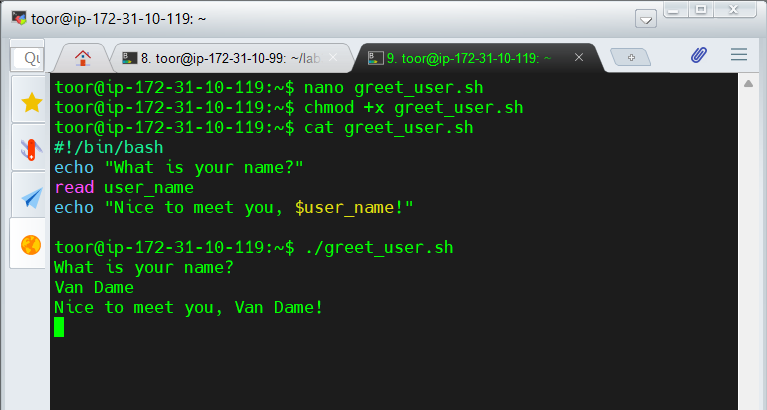 toor@ip-172-31-10-119: ~
Qu
8. toor@ip-172-31-10-99: ~/lab
9. toor@ip-172-31-10-119: ~
toor@ip-172-31-10-119:~$ nano greet_user.sh
toor@ip-172-31-10-119:~$ chmod +x greet_user.sh
toor@ip-172-31-10-119:~$ cat greet_user.sh
#!/bin/bash
echo "What is your name?"
read user_name
echo "Nice to meet you, $user_name!"
toor@ip-172-31-10-119:~$ ./greet_user.sh
What is your name?
Van Dame
Nice to meet you, Van Dame!